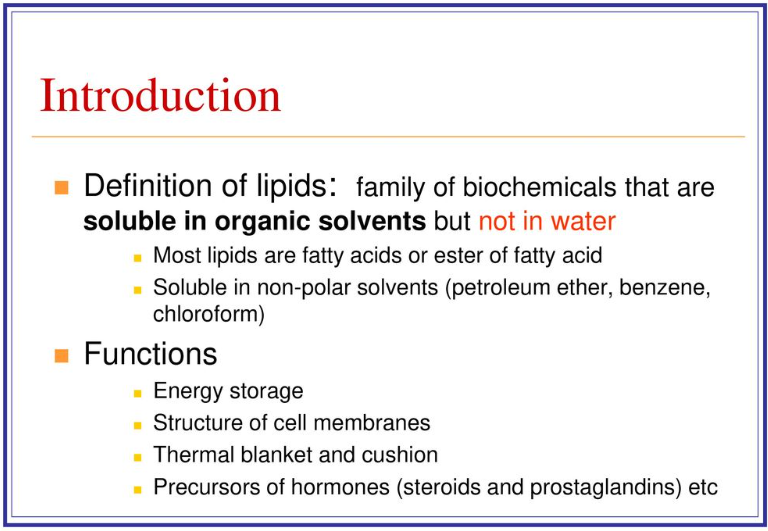 Introduction
Definition of lipids: family of biochemicals that are
soluble in organic solvents but not in water
Most lipids are fatty acids or ester of fatty acid
Soluble in non-polar solvents (petroleum ether, benzene,
chloroform)
Functions
Energy storage
Structure of cell membranes
Thermal blanket and cushion
Precursors of hormones (steroids and prostaglandins) etc